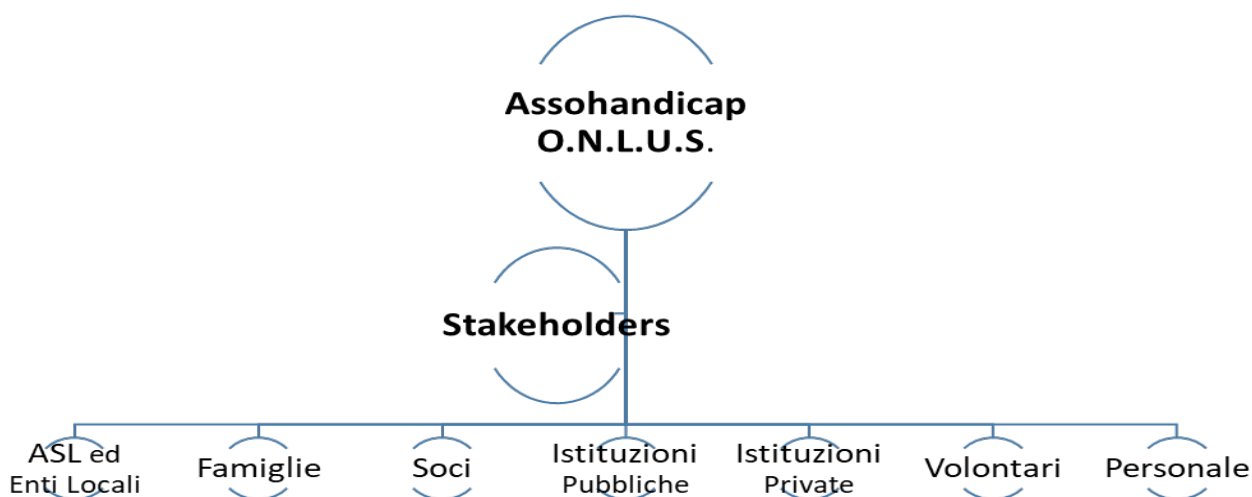 Assohandicap
O.N.L.U.S.
Stakeholders
ASL ed
Enti Locali
Famiglie
Soci
Istituzioni
Pubbliche
Istituzioni
Private
Volontari
Personale